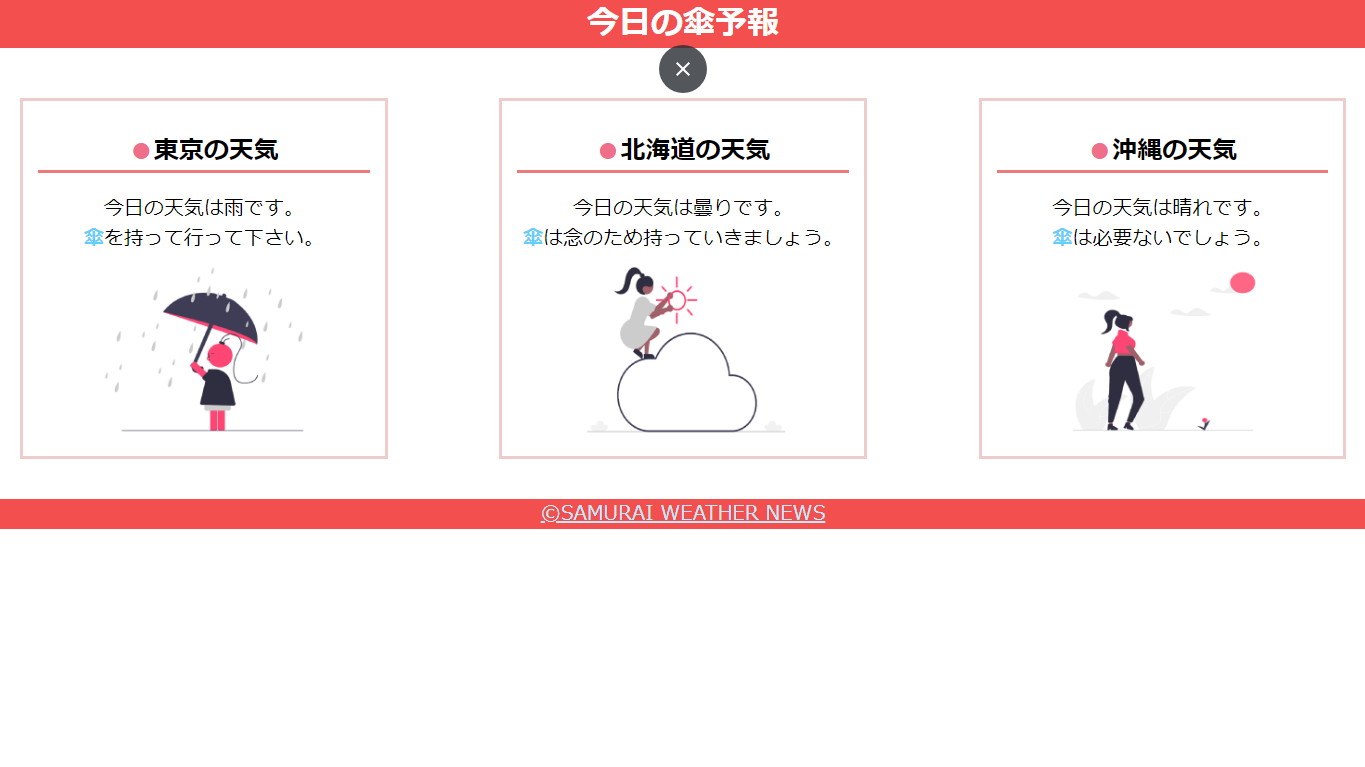 今日の傘予報
●東京の天気
今日の天気は雨です。
傘を持って行って下さい。
●北海道の天気
今日の天気は曇りです。
傘は念のため持っていきましょう。
●沖縄の天気
今日の天気は晴れです。
傘は必要ないでしょう。
©SAMURAI WEATHER NEWS